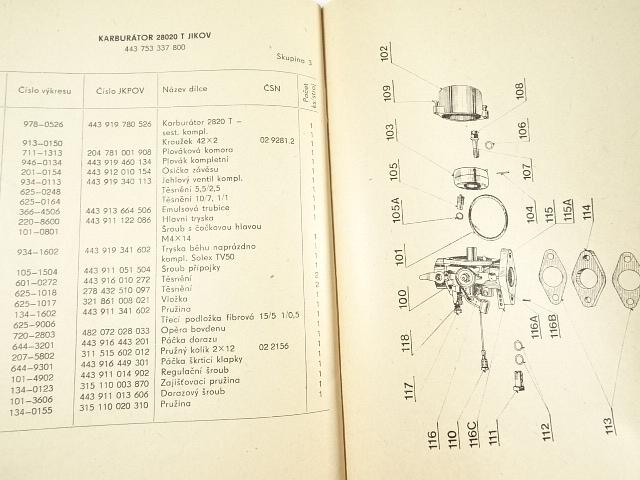 KARBURÁTOR 28020 T JIKOV
443 753 337 800
Skupina 3
Číslo výkresu Číslo JKPOV Název dílce ČSN Počet ks/stroj
978-0526 443 919 780 526 Karburátor 2820 T – 1
sest. kompl.
913-0150 Kroužek 42×2 02 9281.2 1
711-1313 204 781 001 908 Plováková komora 1
946-0134 443 919 460 134 Plovák kompletní 1
201-0154 443 912 010 154 Osička závěsu 1
934-0113 443 919 340 113 Jehlový ventil kompl. 1
625-0248 Těsnění 5,5/2,5 1
625-0164 Těsnění 10/7, 1/1 1
366-4506 443 913 664 506 Emulsová trubice 1
220-8600 443 911 122 086 Hlavní tryska 1
101-0801 Šroub s čočkovou hlavou
M4×14 1
934-1602 443 919 341 602 Tryska běhu naprázdno
kompl. Solex TV50 1
105-1504 443 911 051 504 Šroub přípojky 1
601-0272 443 916 010 272 Těsnění 2
625-1018 278 432 510 097 Těsnění 2
625-1017 321 861 008 021 Vložka 1
134-1602 443 911 341 602 Pružina 1
625-9006 Třecí podložka fibrová 15/5 1/0,5 1
720-2803 482 072 028 033 Opěra bovdenu 1
644-3201 443 916 443 201 Páčka dorazu 1
207-5802 311 515 602 012 Pružný kolík 2×12 02 2156 1
644-9301 443 916 449 301 Páčka škrticí klapky 1
101-4902 443 911 014 902 Regulační šroub 1
134-0123 315 110 003 870 Zajišťovací pružina 1
101-3606 443 911 013 606 Dorazový šroub 1
134-0155 315 110 020 310 Pružina 1
102
109
103
105
105A
101
100
118
117
116
110
116C
111
112
113
108
106
107
104
115
115A
114
116A
116B